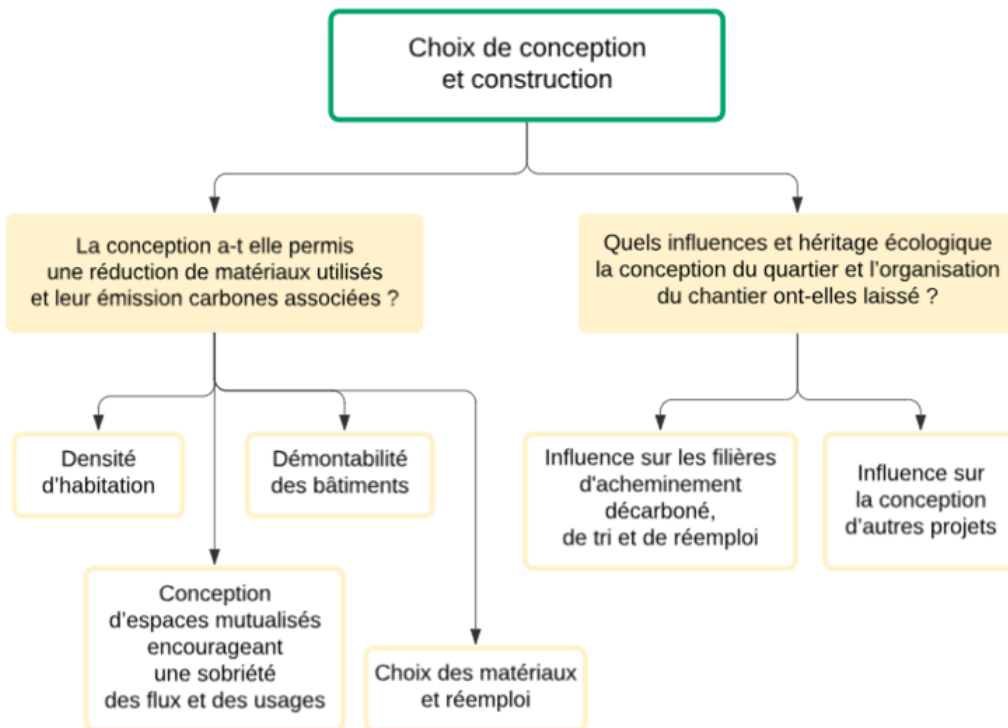 Choix de conception
et construction
La conception a-t elle permis
une réduction de matériaux utilisés
et leur émission carbones associées ?
Quels influences et héritage écologique
la conception du quartier et l'organisation
du chantier ont-elles laissé ?
Densité
d'habitation
Démontabilité
des bâtiments
Influence sur les filières
d'acheminement
décarboné,
de tri et de réemploi
Influence sur
la conception
d'autres projets
Conception
d'espaces mutualisés
encourageant
une sobriété
des flux et des usages
Choix des matériaux
et réemploi